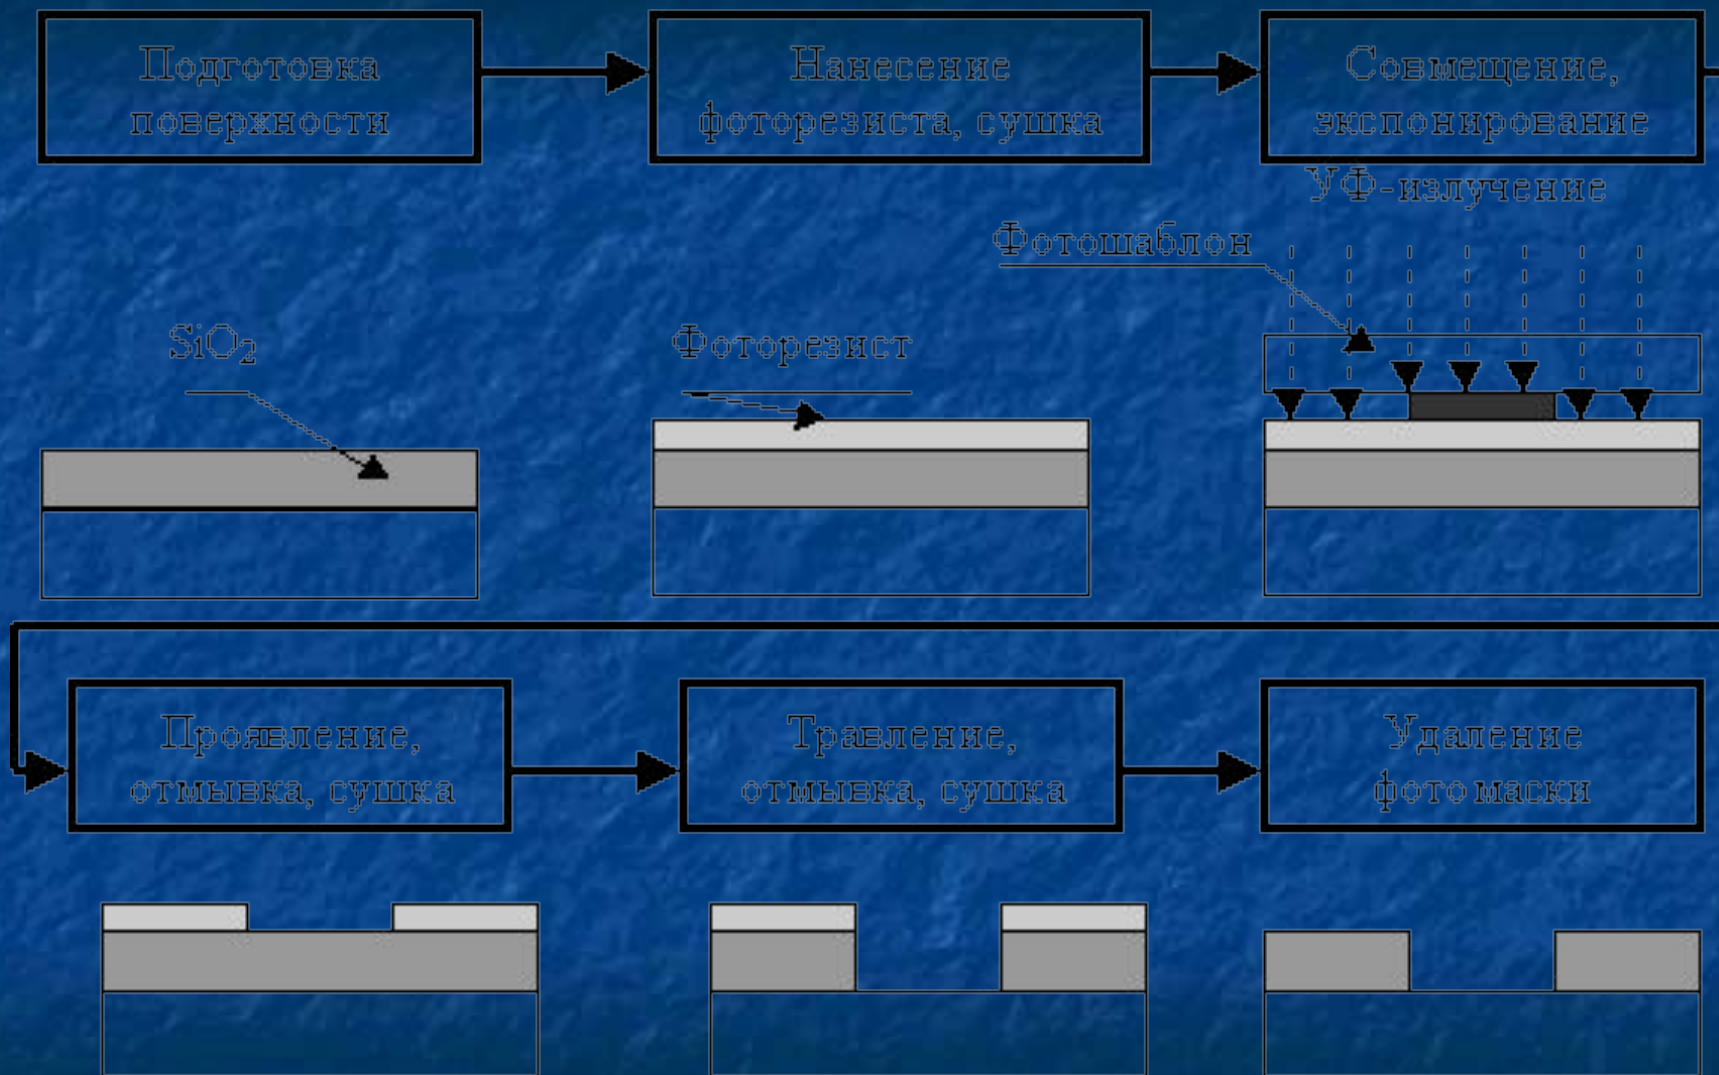 Подготовка
поверхности
Нанесение
фоторезиста, сушка
Совмещение,
экспонирование
УФ-излучение
Фотошаблон
SiO₂
Фоторезист
Проявление,
отмывка, сушка
Травление,
отмывка, сушка
Удаление
фото маски